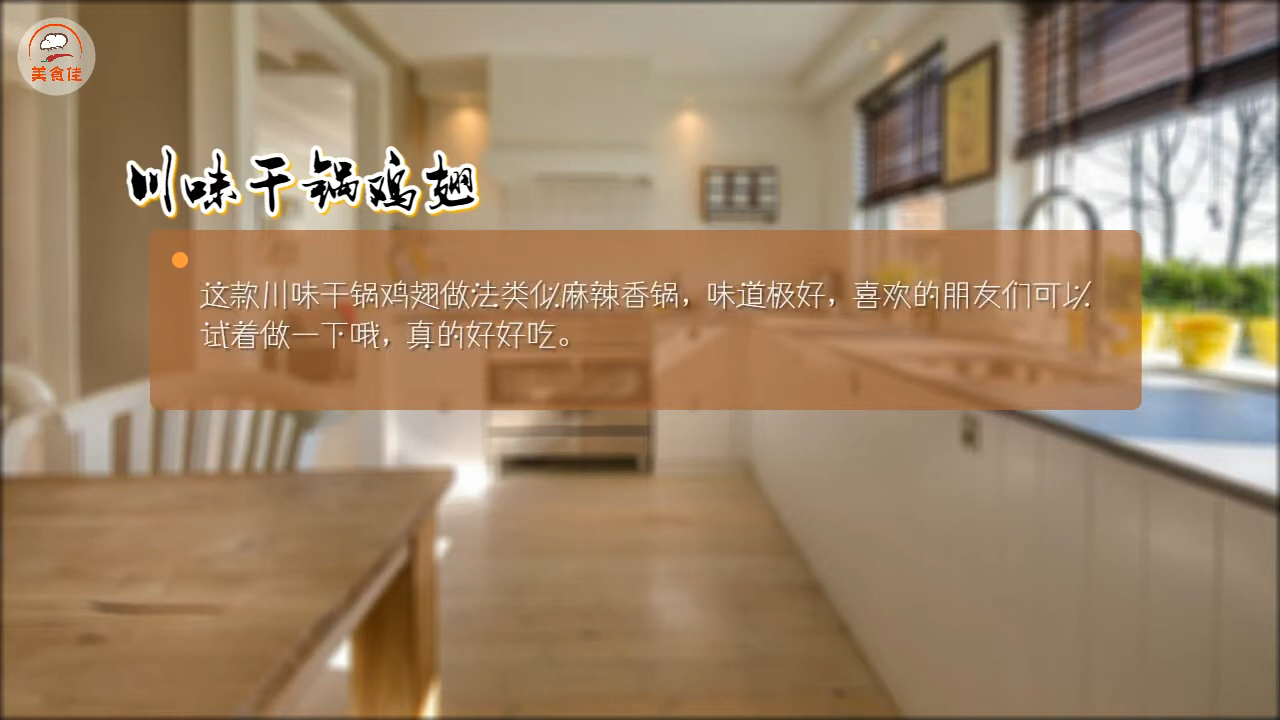 美食佳
川味干锅鸡翅
这款川味干锅鸡翅做法类似麻辣香锅，味道极好，喜欢的朋友们可以
试着做一下哦，真的好好吃。